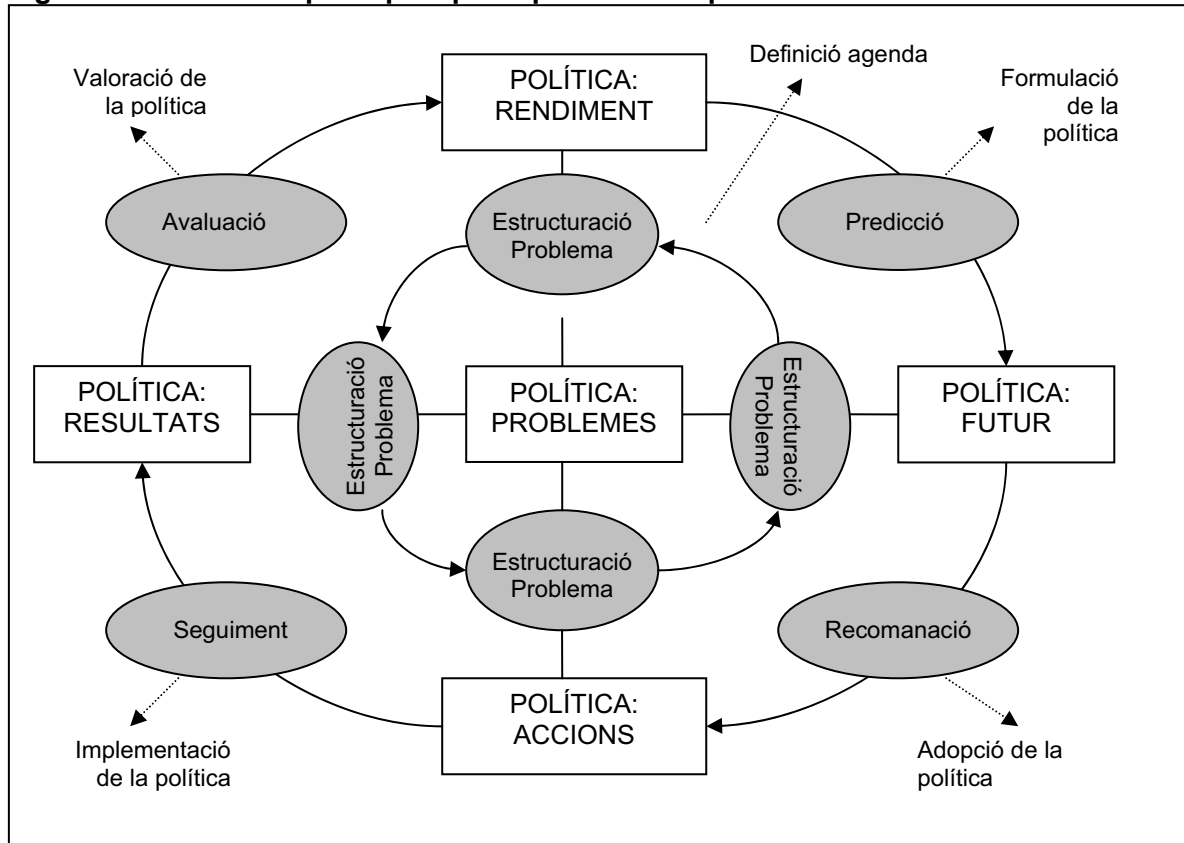 Definició agenda
Valoració de
la política
POLÍTICA:
RENDIMENT
Formulació
de la
política
Avaluació
Estructuració
Problema
Predicció
POLÍTICA:
RESULTATS
Estructuració
Problema
POLÍTICA:
PROBLEMES
Estructuració
Problema
POLÍTICA:
FUTUR
Estructuració
Problema
Seguiment
Recomanació
POLÍTICA:
ACCIONS
Implementació
de la política
Adopció de la
política